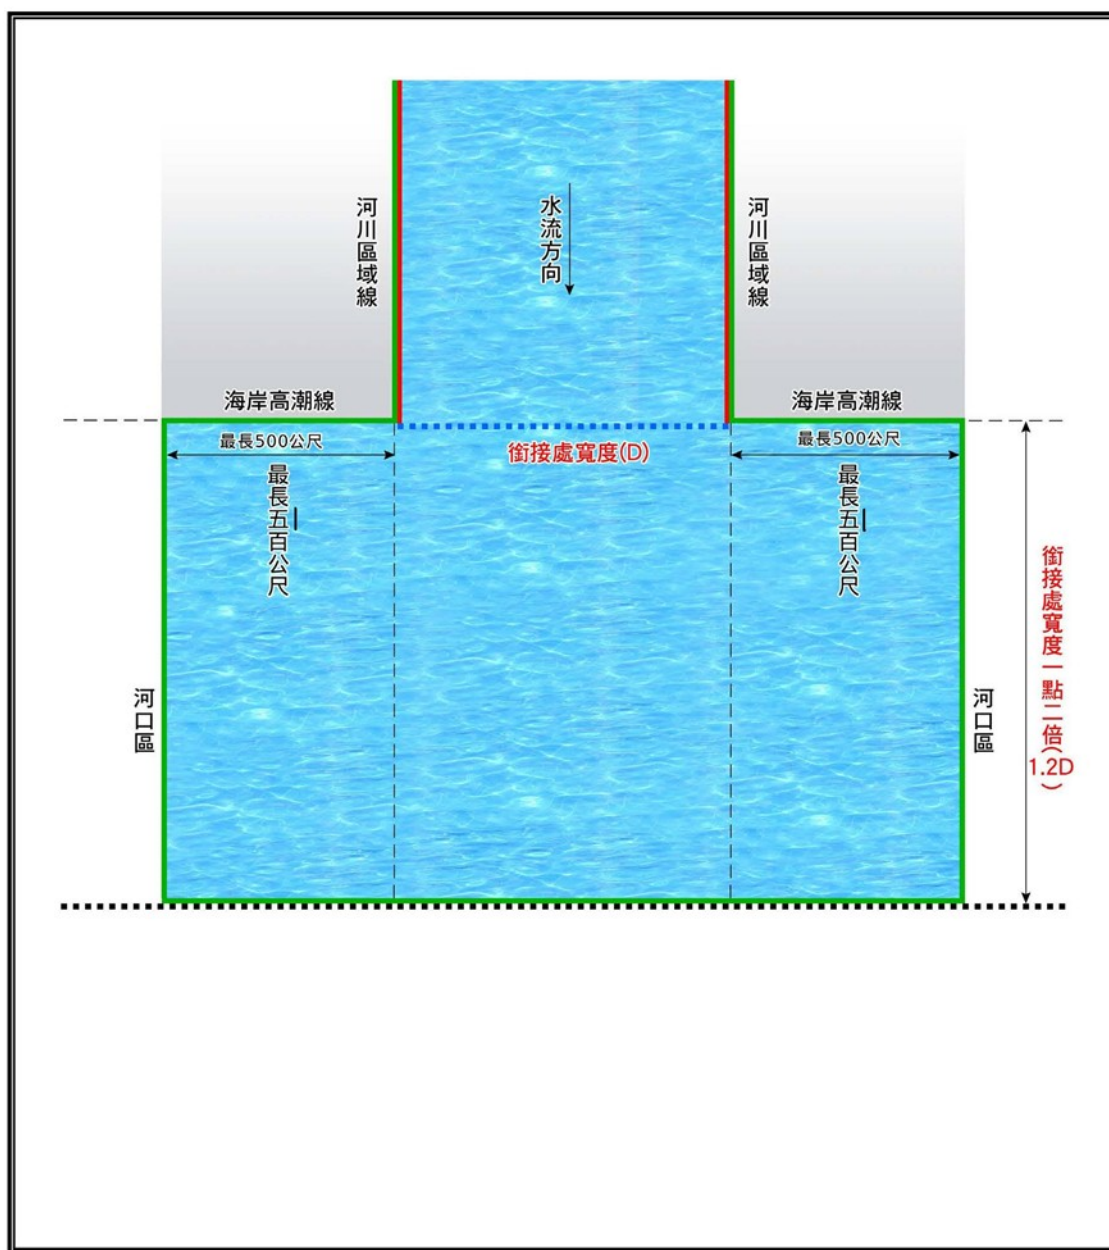 河川區域線
水流方向
河川區域線
海岸高潮線
海岸高潮線
最長500公尺
最長500公尺
銜接處寬度(D)
最長五百公尺
最長五百公尺
銜接處寬度一點二倍(1.2D)
河口區
河口區